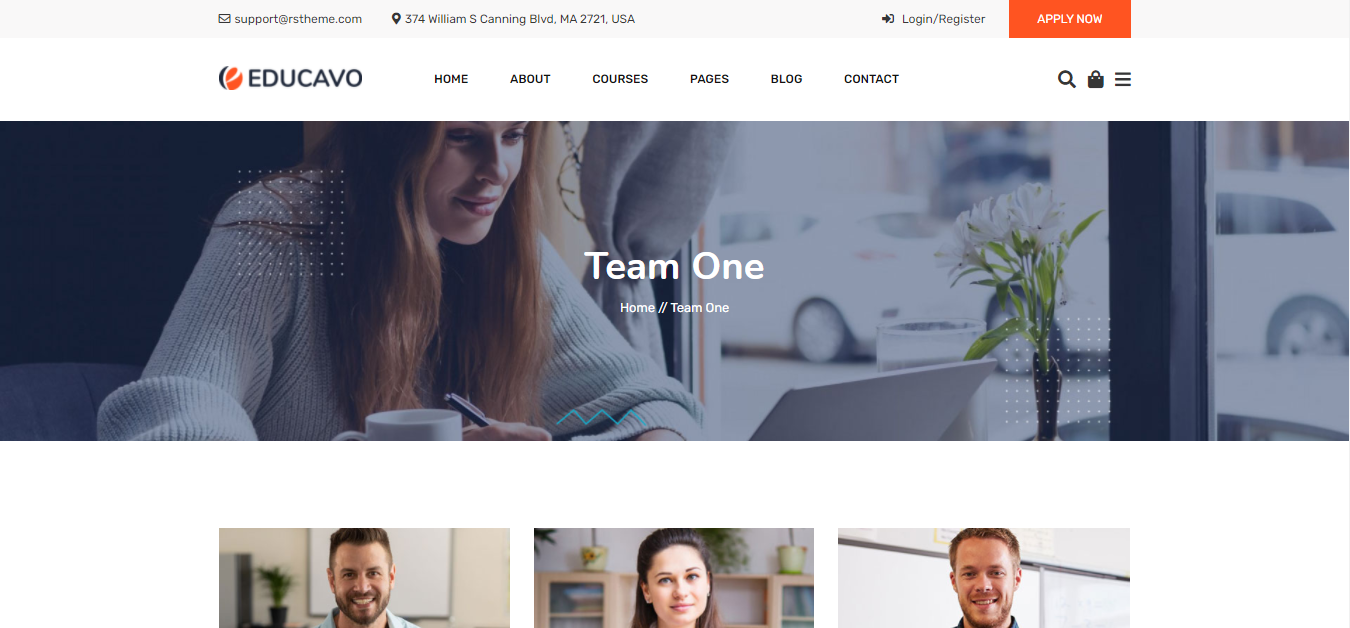 support@rstheme.com
374 William S Canning Blvd, MA 2721, USA
Login/Register
APPLY NOW
EDUCAVO
HOME
ABOUT
COURSES
PAGES
BLOG
CONTACT
Team One
Home // Team One